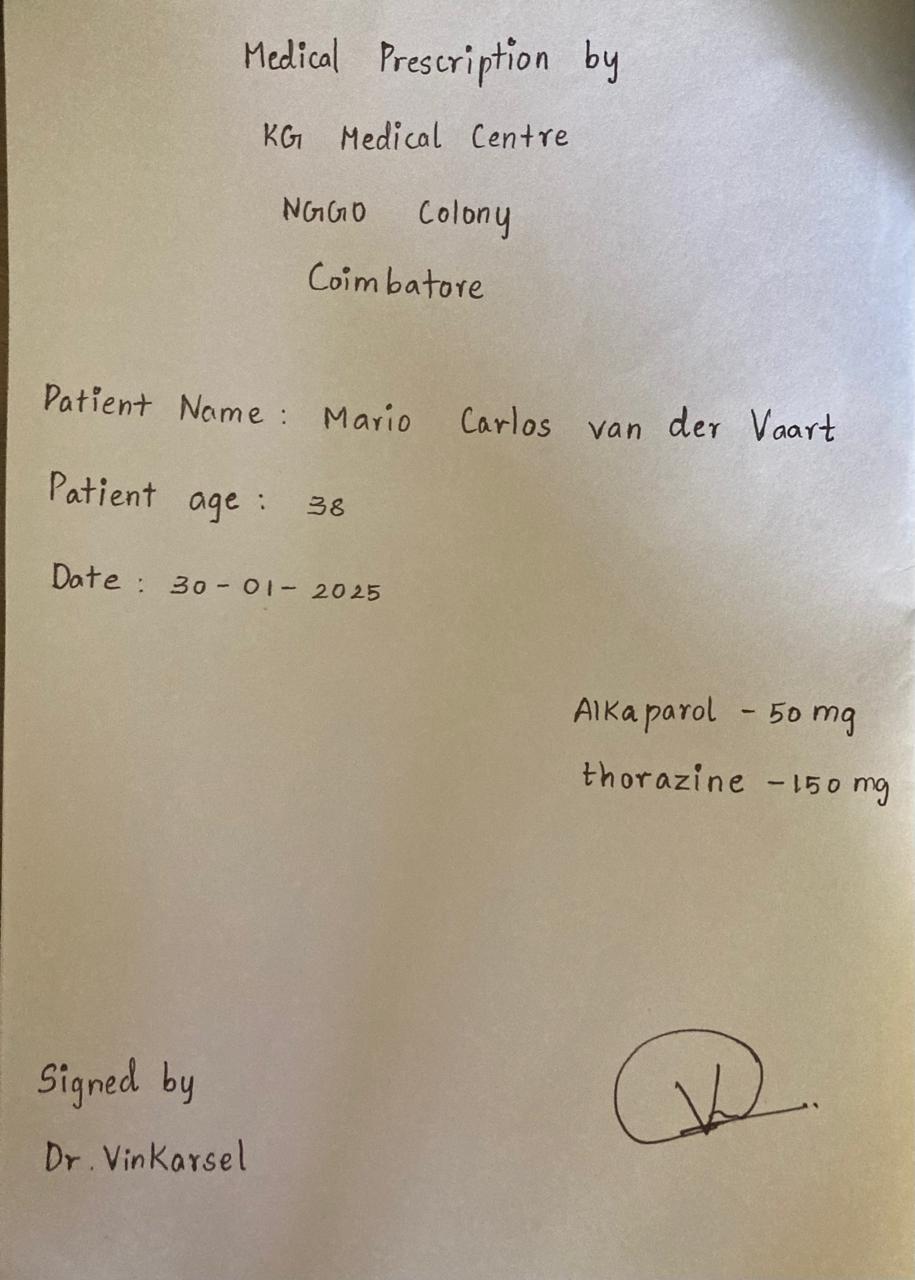 Medical Prescription by
KG Medical Centre
NGGO Colony
Coimbatore
Patient Name : Mario Carlos van der Vaart
Patient age : 38
Date : 30-01-2025
Alkaparol - 50 mg
thorazine - 150 mg
Signed by
Dr. Vinkarsel